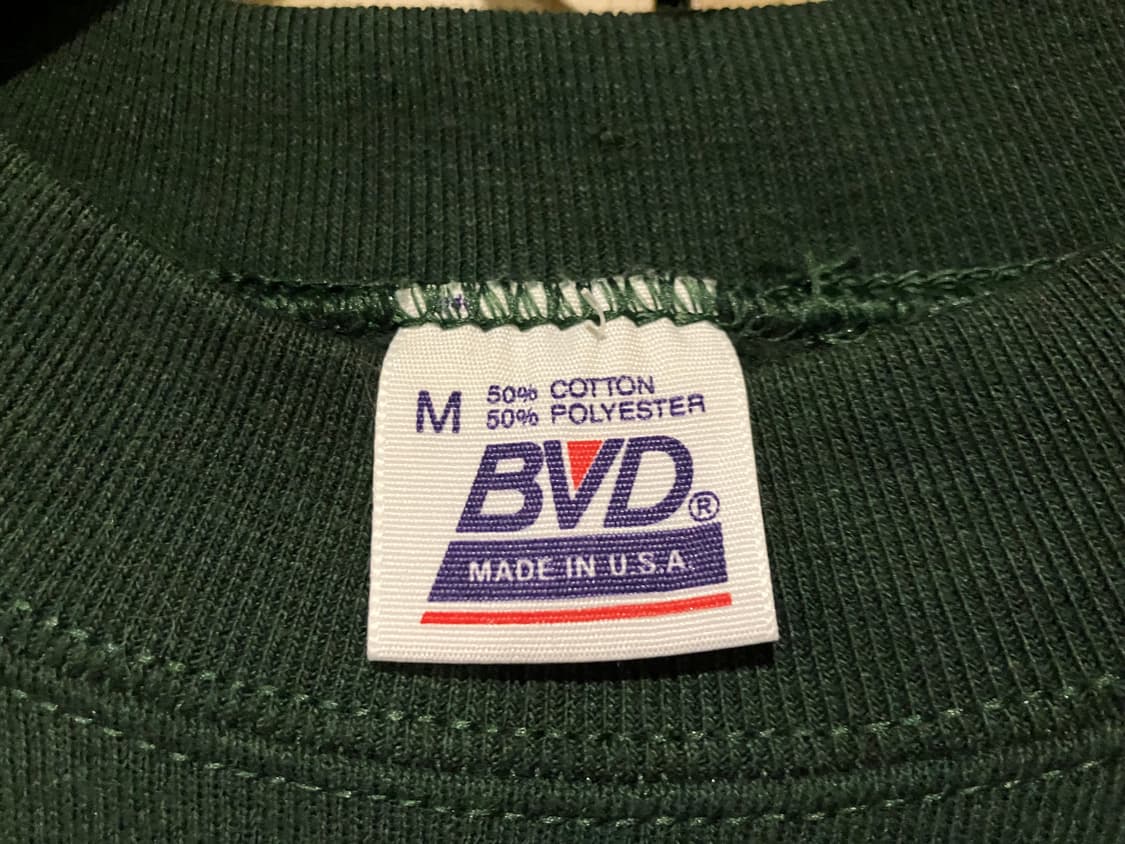 M 50% COTTON
50% POLYESTER
BVD®
MADE IN U.S.A.